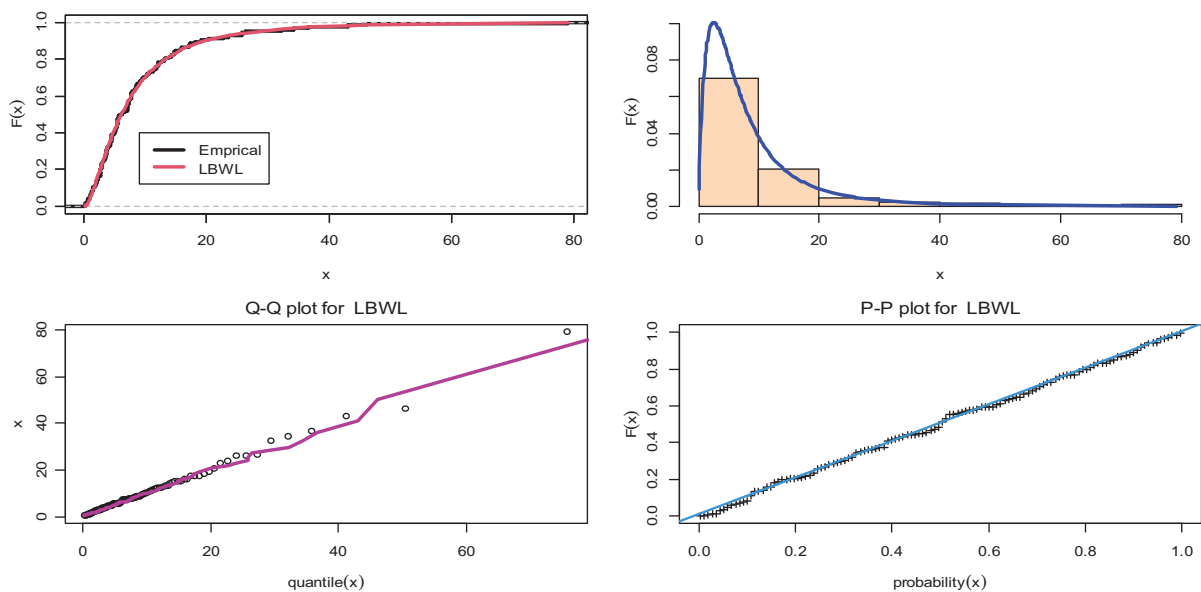 F(x)
1.0
0.8
0.6
0.4
0.2
0.0
Emprical
LBWL
0 20 40 60 80
x
F(x)
0.08
0.04
0.00
0 20 40 60 80
x
Q-Q plot for LBWL
x
80
60
40
20
0
0 20 40 60
quantile(x)
P-P plot for LBWL
F(x)
1.0
0.8
0.6
0.4
0.2
0.0
0.0 0.2 0.4 0.6 0.8 1.0
probability(x)